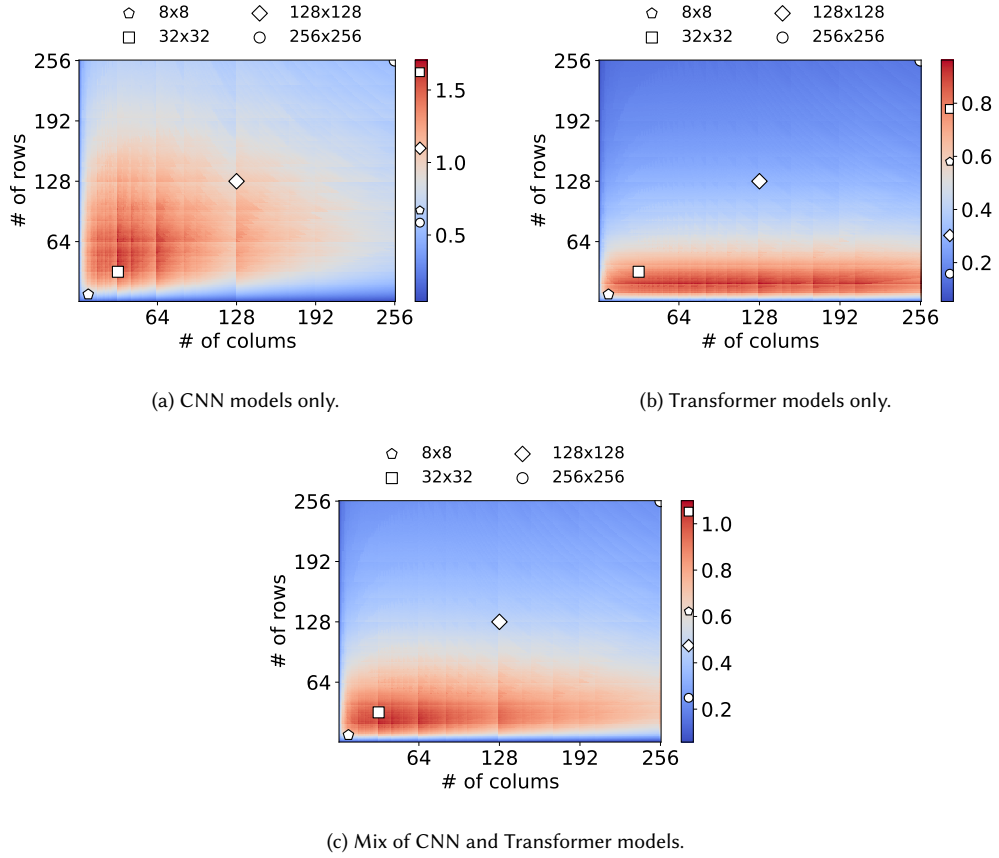 8x8 128x128
32x32 256x256
256
192
128
64
# of rows
64 128 192 256
# of colums
1.5
1.0
0.5
(a) CNN models only.
8x8 128x128
32x32 256x256
256
192
128
64
# of rows
64 128 192 256
# of colums
0.8
0.6
0.4
0.2
(b) Transformer models only.
8x8 128x128
32x32 256x256
256
192
128
64
# of rows
64 128 192 256
# of colums
1.0
0.8
0.6
0.4
0.2
(c) Mix of CNN and Transformer models.